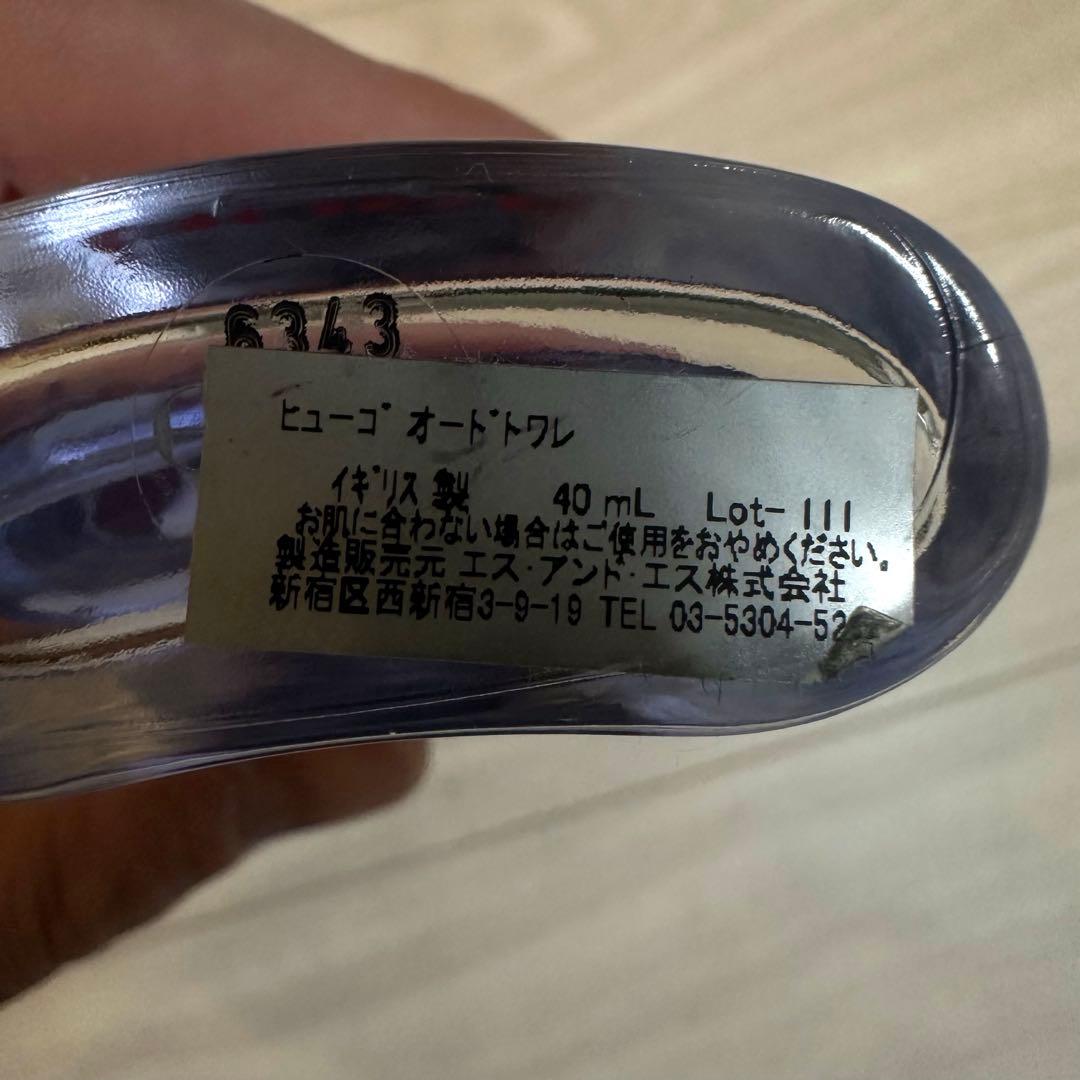 6343
ヒューゴ オードトワレ
イギリス製 40 mL Lot-111
お肌に合わない場合はご使用をおやめください。
製造販売元 エス・アンド・エス株式会社
新宿区西新宿3-9-19 TEL 03-5304-52